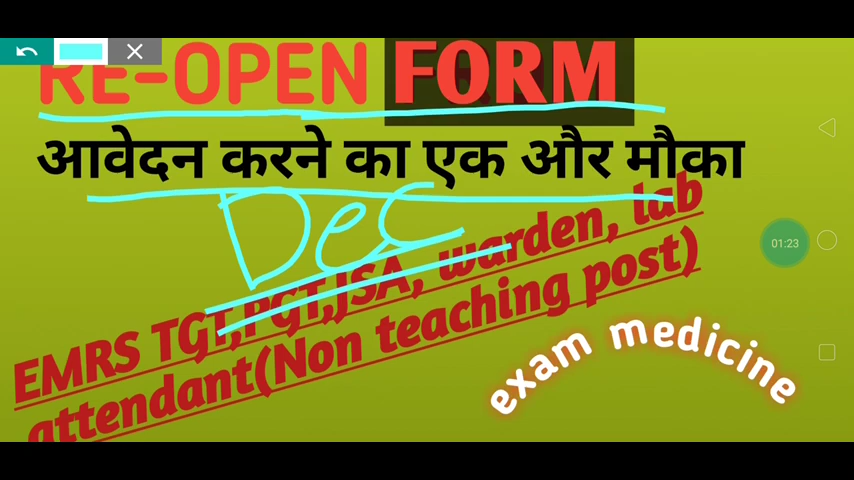 RE-OPEN FORM
आवेदन करने का एक और मौका
Dec
EMRS TGT,PGT,JSA, warden, lab
attendant(Non teaching post)
exam medicine
01:23